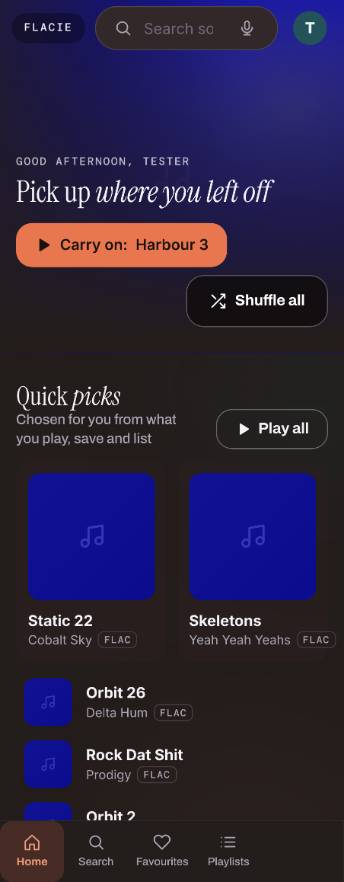 FLACIE
Search so
T
GOOD AFTERNOON, TESTER
Pick up where you left off
Carry on: Harbour 3
Shuffle all
Quick picks
Chosen for you from what
you play, save and list
Play all
Static 22
Cobalt Sky FLAC
Skeletons
Yeah Yeah Yeahs FLAC
Orbit 26
Delta Hum FLAC
Rock Dat Shit
Prodigy FLAC
Orbit 2
Home
Search
Favourites
Playlists